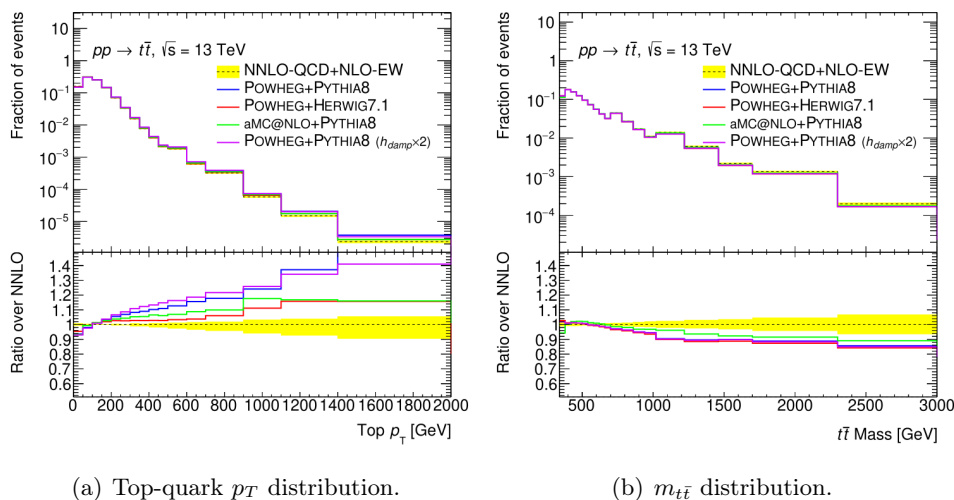 Fraction of events
pp → tt̄, √s = 13 TeV
NNLO-QCD+NLO-EW
POWHEG+PYTHIA8
POWHEG+HERWIG7.1
aMC@NLO+PYTHIA8
POWHEG+PYTHIA8 (h_damp×2)
1
10⁻¹
10⁻²
10⁻³
10⁻⁴
10⁻⁵
Ratio over NNLO
1.4
1.3
1.2
1.1
1
0.9
0.8
0.7
0.6
0 200 400 600 800 1000 1200 1400 1600 1800 2000
Top p_T [GeV]
(a) Top-quark p_T distribution.
Fraction of events
pp → tt̄, √s = 13 TeV
NNLO-QCD+NLO-EW
POWHEG+PYTHIA8
POWHEG+HERWIG7.1
aMC@NLO+PYTHIA8
POWHEG+PYTHIA8 (h_damp×2)
10
1
10⁻¹
10⁻²
10⁻³
10⁻⁴
Ratio over NNLO
1.4
1.3
1.2
1.1
1
0.9
0.8
0.7
0.6
500 1000 1500 2000 2500 3000
tt̄ Mass [GeV]
(b) m_tt̄ distribution.